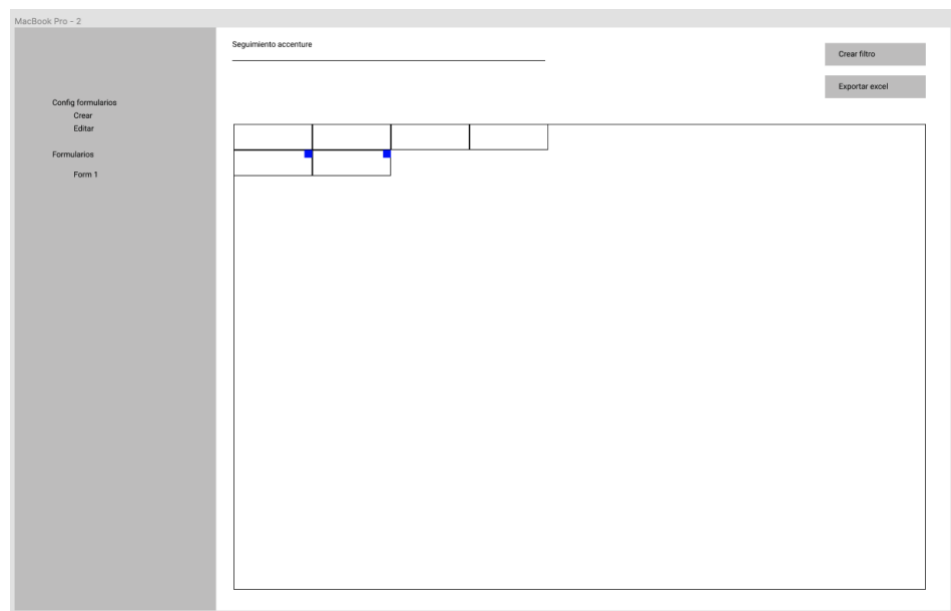 MacBook Pro - 2
Config formularios
Crear
Editar
Formularios
Form 1
Seguimiento accenture
Crear filtro
Exportar excel